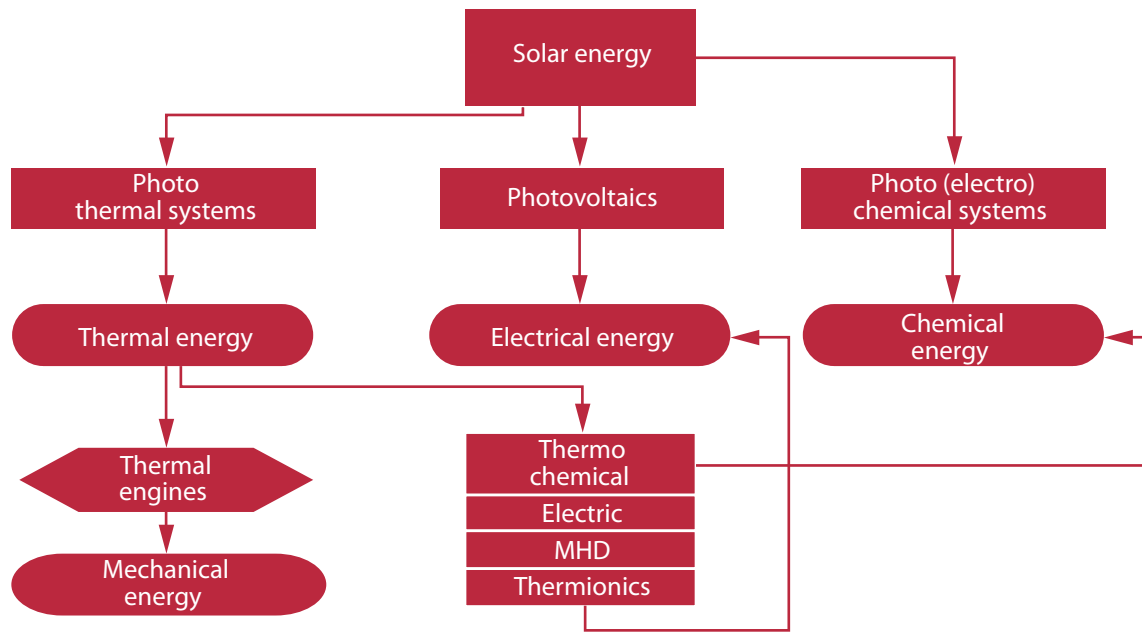 Solar energy
Photo
thermal systems
Photovoltaics
Photo (electro)
chemical systems
Thermal energy
Electrical energy
Chemical
energy
Thermal
engines
Thermo
chemical
Electric
MHD
Thermionics
Mechanical
energy